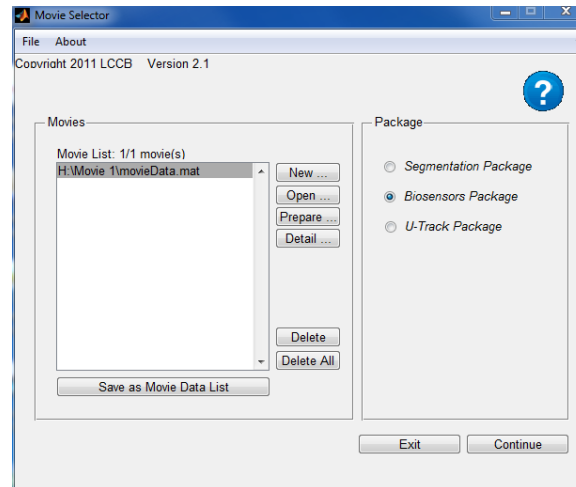 Movie Selector
File About
Copyright 2011 LCCB Version 2.1
?
Movies
Movie List: 1/1 movie(s)
H:\Movie 1\movieData.mat
New ...
Open ...
Prepare ...
Detail ...
Delete
Delete All
Save as Movie Data List
Package
Segmentation Package
Biosensors Package
U-Track Package
Exit
Continue